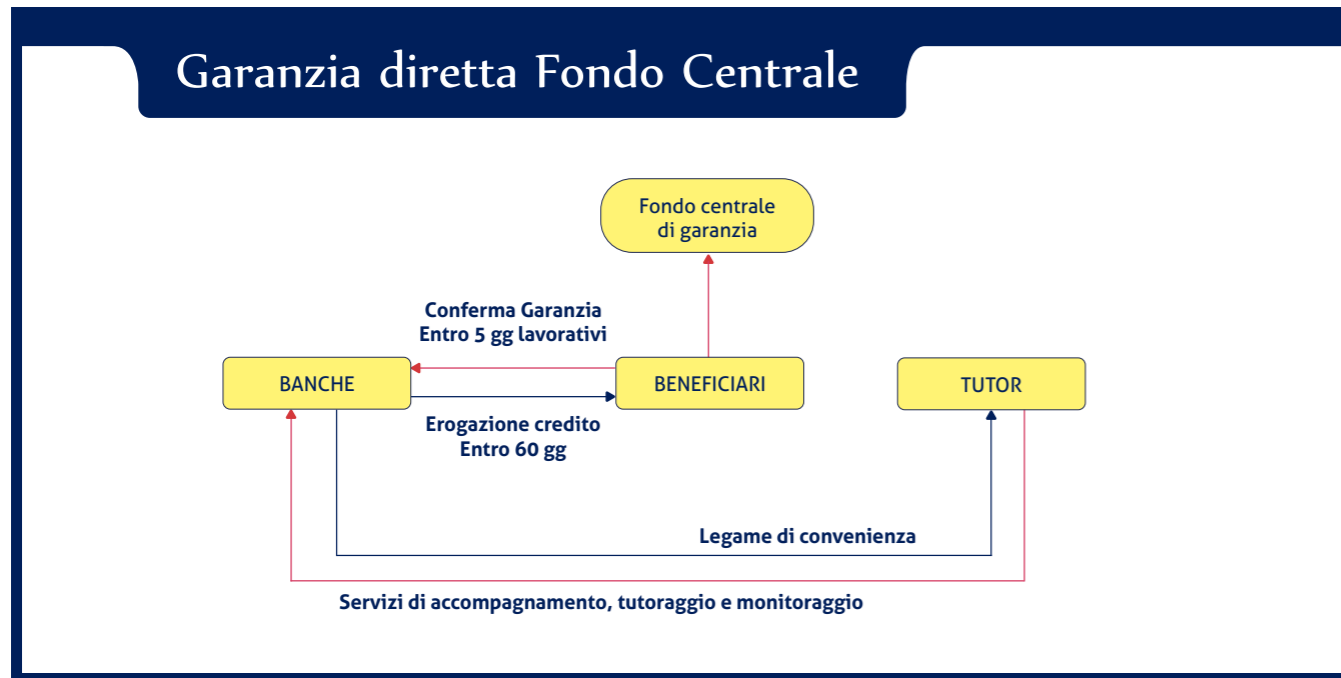 Garanzia diretta Fondo Centrale
Fondo centrale
di garanzia
Conferma Garanzia
Entro 5 gg lavorativi
BANCHE
BENEFICIARI
TUTOR
Erogazione credito
Entro 60 gg
Legame di convenienza
Servizi di accompagnamento, tutoraggio e monitoraggio